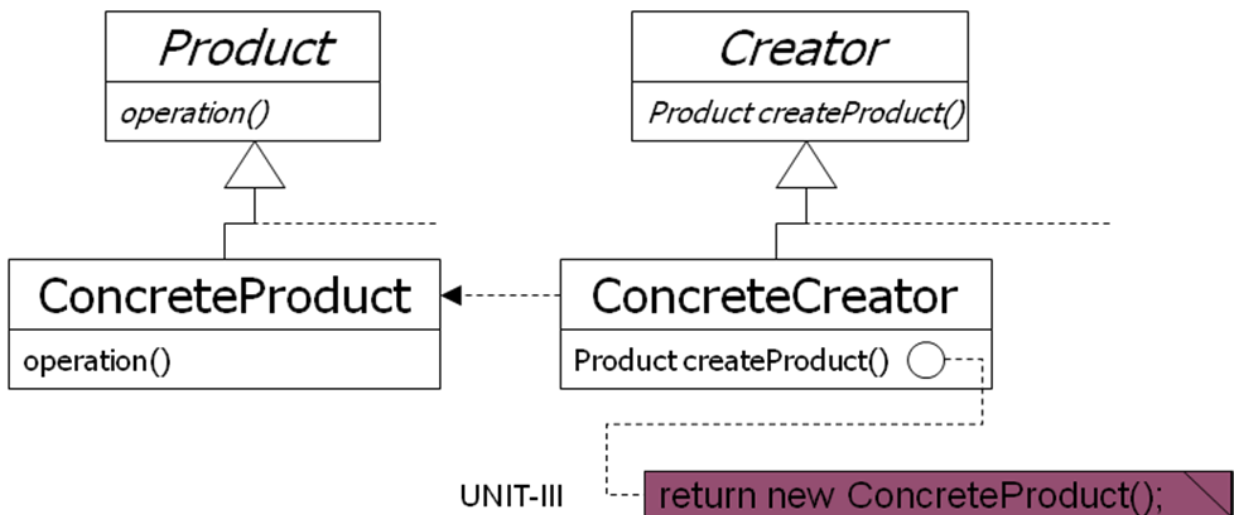 Product
operation()
Creator
Product createProduct()
ConcreteProduct
operation()
ConcreteCreator
Product createProduct()
UNIT-III
return new ConcreteProduct();